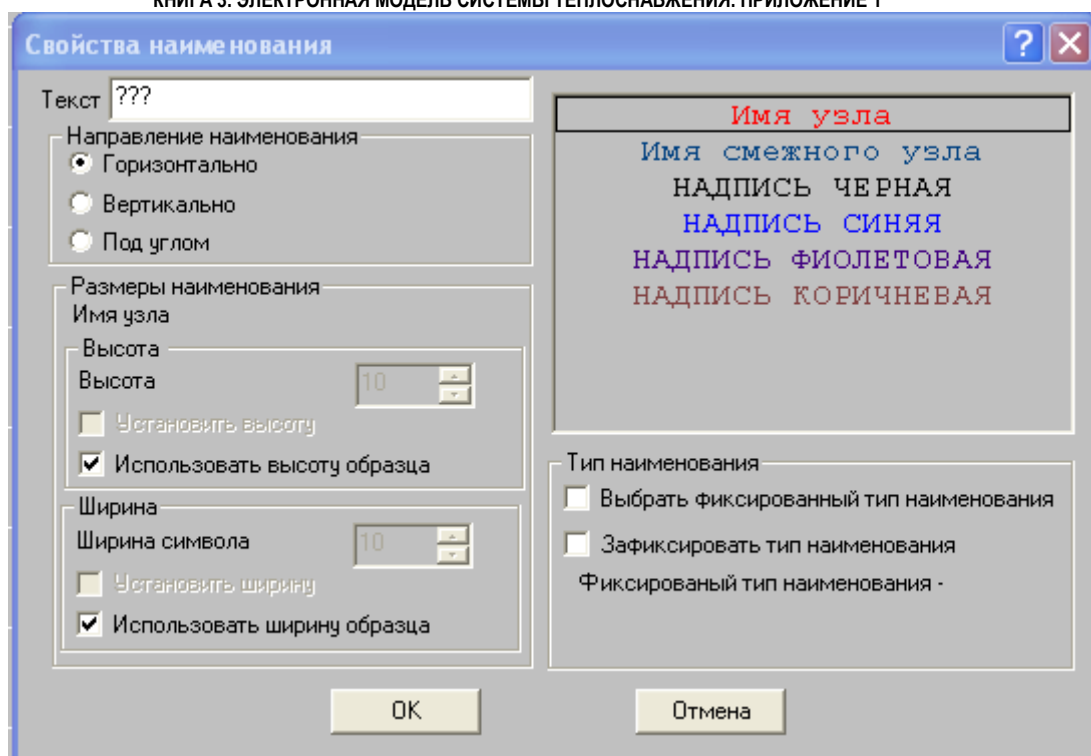 КНИГА 3. ЭЛЕКТРОННАЯ МОДЕЛЬ СИСТЕМЫ ТЕПЛОСНАБЖЕНИЯ. ПРИЛОЖЕНИЕ 1
Свойства наименования
Текст ???
Направление наименования
Горизонтально
Вертикально
Под углом
Размеры наименования
Имя узла
Высота
Высота 10
Установить высоту
Использовать высоту образца
Ширина
Ширина символа 10
Установить ширину
Использовать ширину образца
Имя узла
Имя смежного узла
НАДПИСЬ ЧЕРНАЯ
НАДПИСЬ СИНЯЯ
НАДПИСЬ ФИОЛЕТОВАЯ
НАДПИСЬ КОРИЧНЕВАЯ
Тип наименования
Выбрать фиксированный тип наименования
Зафиксировать тип наименования
Фиксированый тип наименования -
OK
Отмена